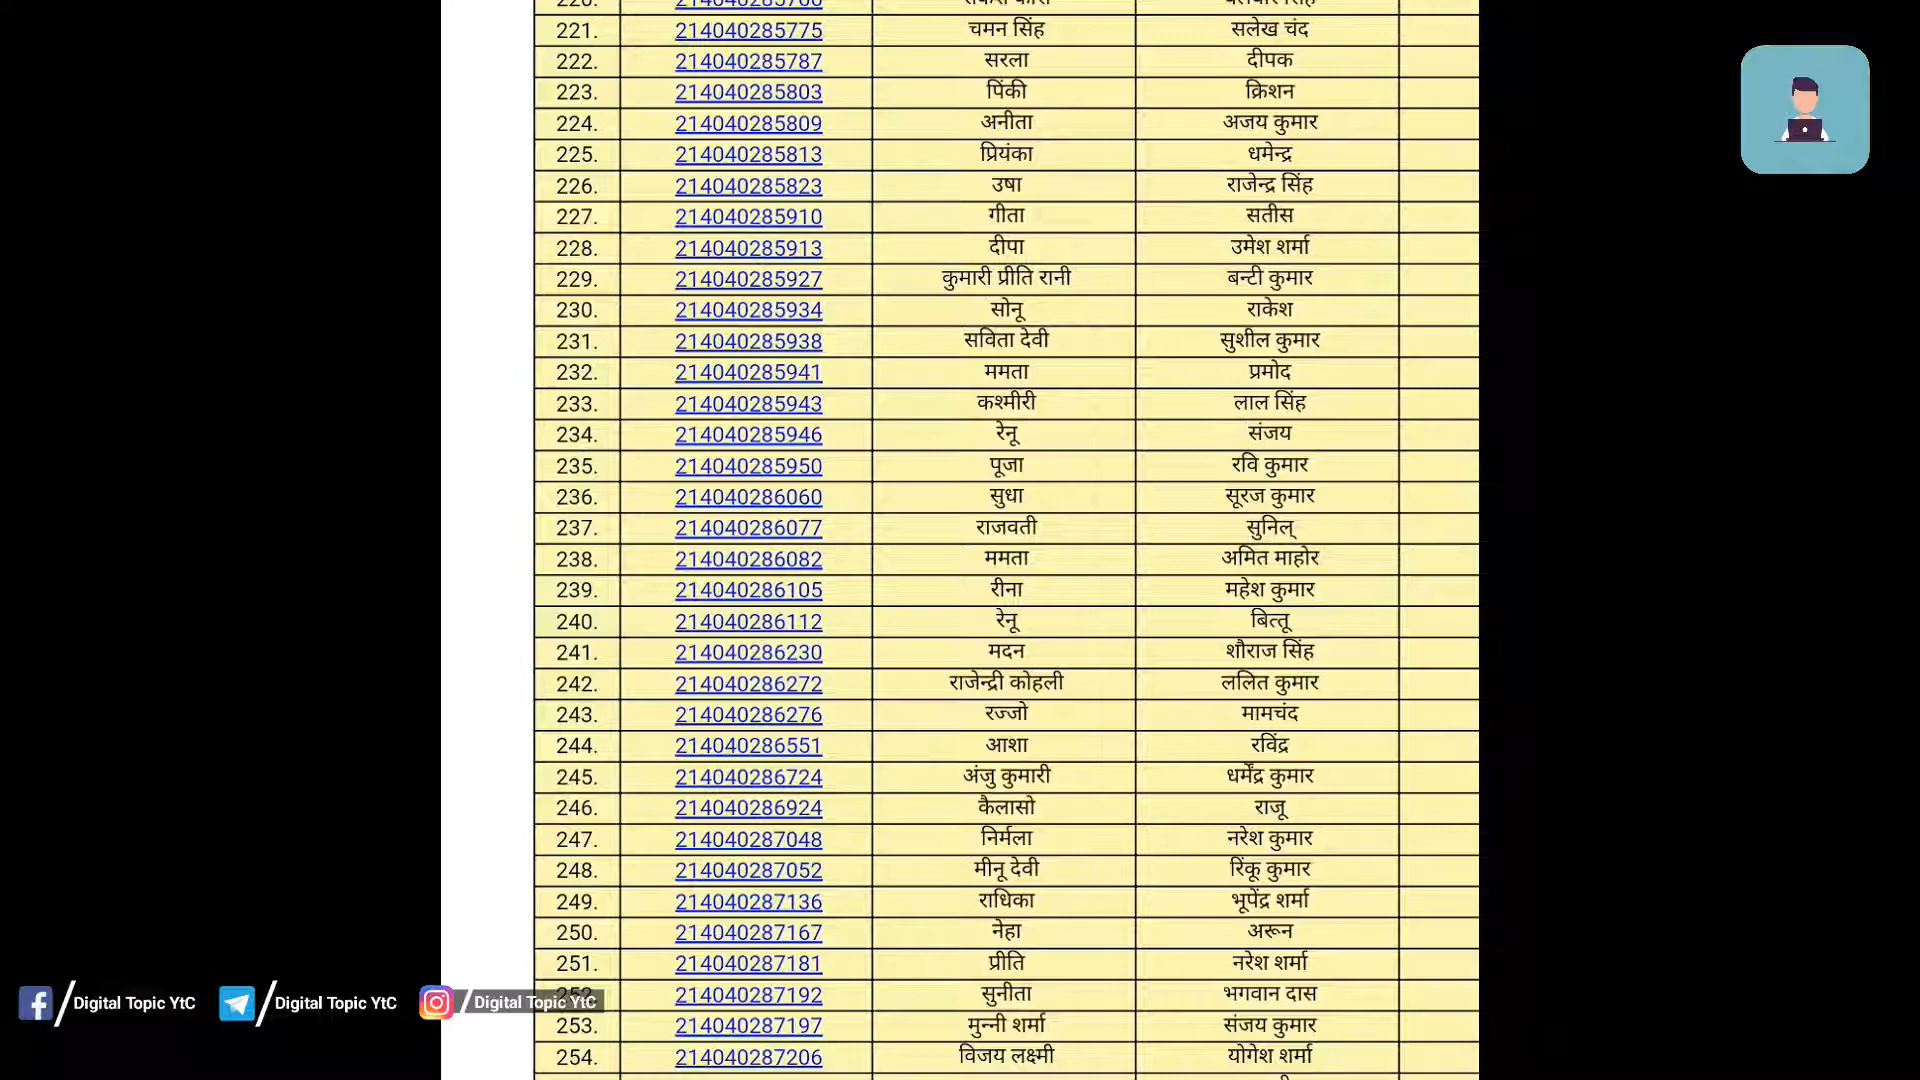 221. 214040285775 चमन सिंह सलेख चंद
222. 214040285787 सरला दीपक
223. 214040285803 पिंकी क्रिशन
224. 214040285809 अनीता अजय कुमार
225. 214040285813 प्रियंका धमेन्द्र
226. 214040285823 उषा राजेन्द्र सिंह
227. 214040285910 गीता सतीस
228. 214040285913 दीपा उमेश शर्मा
229. 214040285927 कुमारी प्रीति रानी बन्टी कुमार
230. 214040285934 सोनू राकेश
231. 214040285938 सविता देवी सुशील कुमार
232. 214040285941 ममता प्रमोद
233. 214040285943 कश्मीरी लाल सिंह
234. 214040285946 रेनू संजय
235. 214040285950 पूजा रवि कुमार
236. 214040286060 सुधा सूरज कुमार
237. 214040286077 राजवती सुनिल्
238. 214040286082 ममता अमित माहोर
239. 214040286105 रीना महेश कुमार
240. 214040286112 रेनू बित्तू
241. 214040286230 मदन शौराज सिंह
242. 214040286272 राजेन्द्री कोहली ललित कुमार
243. 214040286276 रज्जो मामचंद
244. 214040286551 आशा रविंद्र
245. 214040286724 अंजु कुमारी धर्मेंद्र कुमार
246. 214040286924 कैलासो राजू
247. 214040287048 निर्मला नरेश कुमार
248. 214040287052 मीनू देवी रिंकू कुमार
249. 214040287136 राधिका भूपेंद्र शर्मा
250. 214040287167 नेहा अरून
251. 214040287181 प्रीति नरेश शर्मा
252. 214040287192 सुनीता भगवान दास
253. 214040287197 मुन्नी शर्मा संजय कुमार
254. 214040287206 विजय लक्ष्मी योगेश शर्मा
Digital Topic YtC Digital Topic YtC Digital Topic YtC